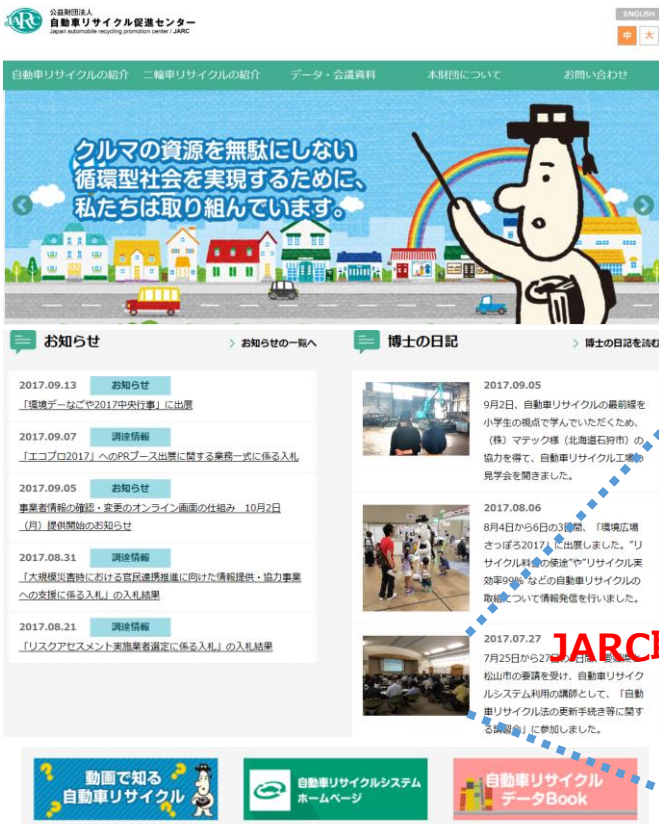 JARC
公益財団法人
自動車リサイクル促進センター
Japan automobile recycling promotion center / JARC
ENGLISH
中 大
自動車リサイクルの紹介 二輪車リサイクルの紹介 データ・会議資料 本財団について お問い合わせ
クルマの資源を無駄にしない
循環型社会を実現するために、
私たちは取り組んでいます。
お知らせ
お知らせの一覧へ
2017.09.13 お知らせ
「環境デーなごや2017中央行事」に出展
2017.09.07 調達情報
「エコプロ2017」へのPRブース出展に関する業務一式に係る入札
2017.09.05 お知らせ
事業者情報の確認・変更のオンライン画面の仕組み 10月2日
（月）提供開始のお知らせ
2017.08.31 調達情報
「大規模災害時における官民連携推進に向けた情報提供・協力事業
への支援に係る入札」の入札結果
2017.08.21 調達情報
「リスクアセスメント実施業者選定に係る入札」の入札結果
博士の日記
博士の日記を読む
2017.09.05
9月2日、自動車リサイクルの最前線を
小学生の視点で学んでいただくため、
（株）マテック様（北海道石狩市）の
協力を得て、自動車リサイクル工場の
見学会を開きました。
2017.08.06
8月4日から6日の3日間、「環境広場
さっぽろ2017」に出展しました。"リ
サイクル料金の使途"や"リサイクル実
効率99%"などの自動車リサイクルの
取組について情報発信を行いました。
2017.07.27
JARC
7月25日から27日の
松山市の要請を受け、自動車リサイク
ルシステム利用の講師として、「自動
車リサイクル法の更新手続き等に関す
る講習会」に参加しました。
動画で知る
自動車リサイクル
自動車リサイクルシステム
ホームページ
自動車リサイクル
データBook